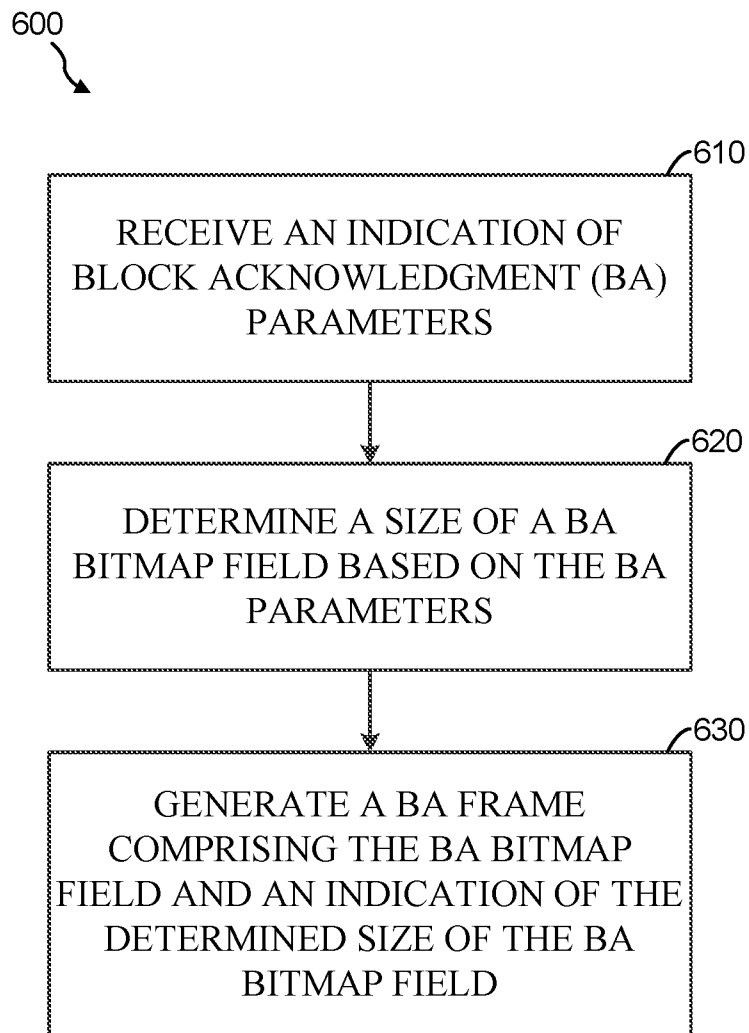 600
610
RECEIVE AN INDICATION OF
BLOCK ACKNOWLEDGMENT (BA)
PARAMETERS
620
DETERMINE A SIZE OF A BA
BITMAP FIELD BASED ON THE BA
PARAMETERS
630
GENERATE A BA FRAME
COMPRISING THE BA BITMAP
FIELD AND AN INDICATION OF THE
DETERMINED SIZE OF THE BA
BITMAP FIELD